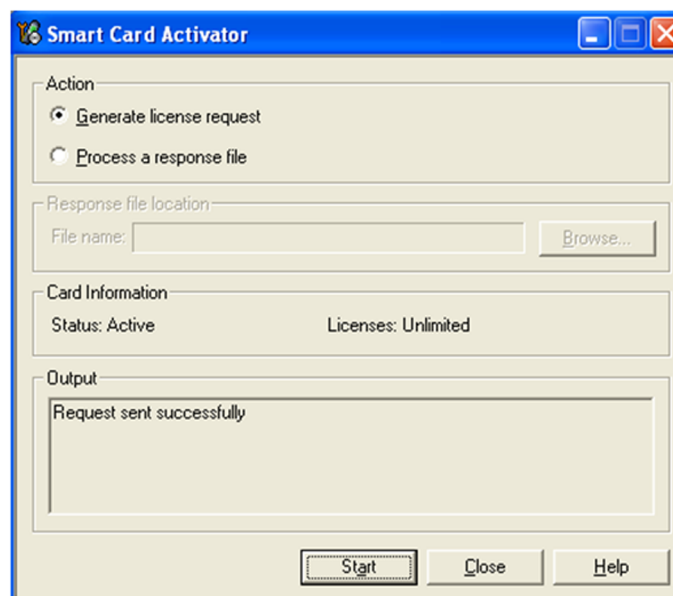 Smart Card Activator
Action
Generate license request
Process a response file
Response file location
File name:
Browse...
Card Information
Status: Active Licenses: Unlimited
Output
Request sent successfully
Start Close Help